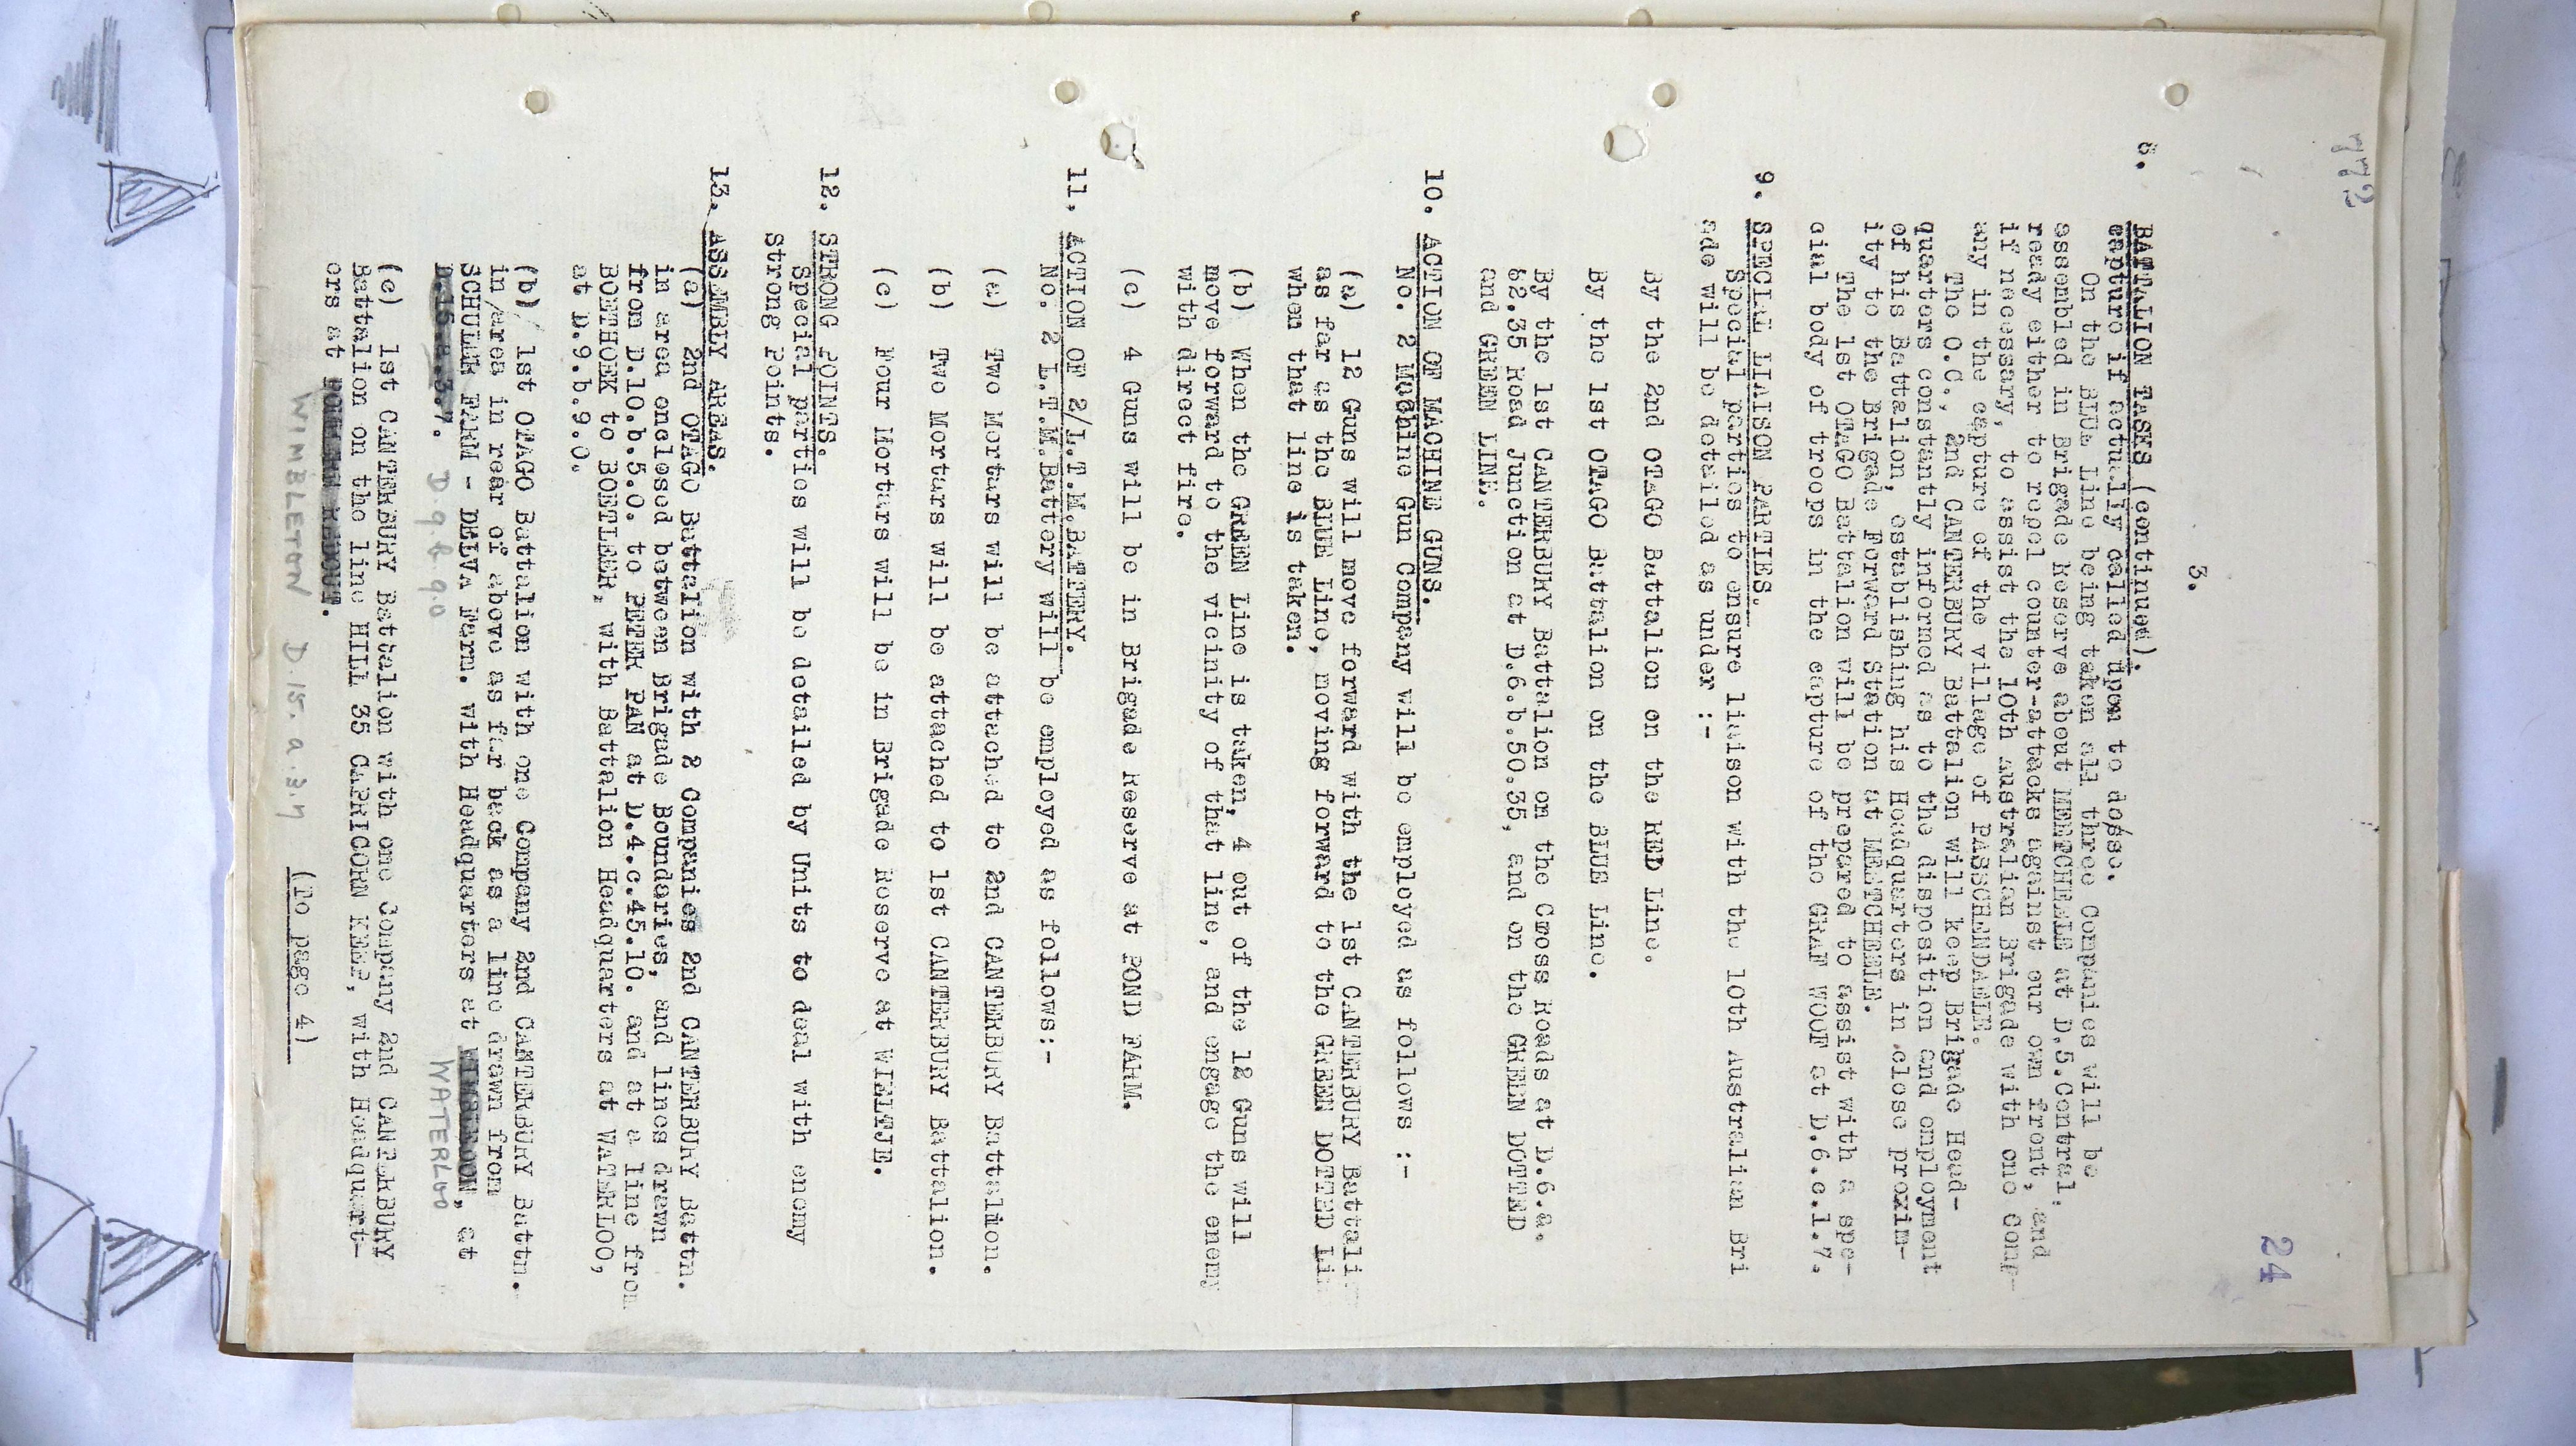 773
24
3.
8. BATTALION TASKS (continued).
capture if actually called upon to do so.
On the BLUE Line being taken all three Companies will be
assembled in Brigade Reserve about MEETCHEELE at D.5.Central,
ready either to repel counter-attacks against our own front, and
if necessary, to assist the 10th Australian Brigade with one Comp-
any in the capture of the village of PASSCHENDAELE.
The O.C., 2nd CANTERBURY Battalion will keep Brigade Head-
quarters constantly informed as to the disposition and employment
of his Battalion, establishing his Headquarters in close proxim-
ity to the Brigade Forward Station at MEETCHEELE.
The 1st OTAGO Battalion will be prepared to assist with a spe-
cial body of troops in the capture of the GRAF WOOF at D.6.c.1.7.
9. SPECIAL LIAISON PARTIES.
Special parties to ensure liaison with the 10th Australian Bri
ade will be detailed as under :-
By the 2nd OTAGO Battalion on the RED Line.
By the 1st OTAGO Battalion on the BLUE Line.
By the 1st CANTERBURY Battalion on the Cross Roads at D.6.a.
82.35 Road Junction at D.6.b.50.35, and on the GREEN DOTTED
and GREEN LINE.
10. ACTION OF MACHINE GUNS.
No. 2 Machine Gun Company will be employed as follows :-
(a) 12 Guns will move forward with the 1st CANTERBURY Battali
as far as the BLUE Line, moving forward to the GREEN DOTTED Li
when that line is taken.
(b) When the GREEN Line is taken, 4 out of the 12 Guns will
move forward to the vicinity of that line, and engage the enemy
with direct fire.
(c) 4 Guns will be in Brigade Reserve at POND FARM.
11. ACTION OF 2/L.T.M.BATTERY.
No. 2 L.T.M.Battery will be employed as follows:-
(a) Two Mortars will be attached to 2nd CANTERBURY Battalion.
(b) Two Mortars will be attached to 1st CANTERBURY Battalion.
(c) Four Mortars will be in Brigade Reserve at WIELTJE.
12. STRONG POINTS.
Special parties will be detailed by Units to deal with enemy
Strong Points.
13. ASSEMBLY AREAS.
(a) 2nd OTAGO Battalion with 2 Companies 2nd CANTERBURY Battn.
in area enclosed between Brigade Boundaries, and lines drawn
from D.10.b.5.0. to PETER PAN at D.4.c.45.10. and at a line from
BOETHOEK to BOETLEER, with Battalion Headquarters at WATERLOO,
at D.9.b.9.0.
(b)/ 1st OTAGO Battalion with one Company 2nd CANTERBURY Battn.
in/area in rear of above as far back as a line drawn from
SCHULER FARM - DELVA Farm. with Headquarters at WIMBLEDON, at
D.15.a.3.7. D.9.b.90 WATERLOO
(c) 1st CANTERBURY Battalion with one Company 2nd CANTERBURY
Battalion on the line HILL 35 CAPRICORN KEEP, with Headquart-
ers at REDOUT.
WIMBLETON D.15.a.3.7
(To page 4)